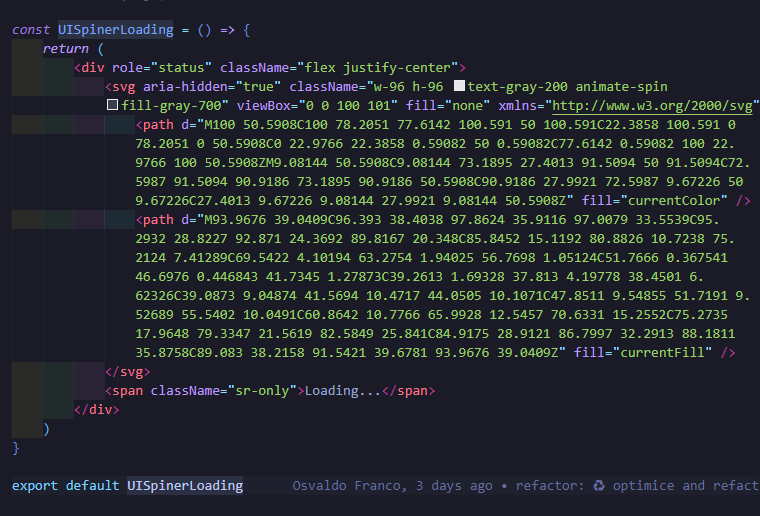 const UISpinerLoading = () => {
return (
<div role="status" className="flex justify-center">
<svg aria-hidden="true" className="w-96 h-96 text-gray-200 animate-spin
fill-gray-700" viewBox="0 0 100 101" fill="none" xmlns="http://www.w3.org/2000/svg"
<path d="M100 50.5908C100 78.2051 77.6142 100.591 50 100.591C22.3858 100.591 0
78.2051 0 50.5908C0 22.9766 22.3858 0.59082 50 0.59082C77.6142 0.59082 100 22.
9766 100 50.5908ZM9.08144 50.5908C9.08144 73.1895 27.4013 91.5094 50 91.5094C72.
5987 91.5094 90.9186 73.1895 90.9186 50.5908C90.9186 27.9921 72.5987 9.67226 50
9.67226C27.4013 9.67226 9.08144 27.9921 9.08144 50.5908Z" fill="currentColor" />
<path d="M93.9676 39.0409C96.393 38.4038 97.8624 35.9116 97.0079 33.5539C95.
2932 28.8227 92.871 24.3692 89.8167 20.348C85.8452 15.1192 80.8826 10.7238 75.
2124 7.41289C69.5422 4.10194 63.2754 1.94025 56.7698 1.05124C51.7666 0.367541
46.6976 0.446843 41.7345 1.27873C39.2613 1.69328 37.813 4.19778 38.4501 6.
62326C39.0873 9.04874 41.5694 10.4717 44.0505 10.1071C47.8511 9.54855 51.7191 9.
52689 55.5402 10.0491C60.8642 10.7766 65.9928 12.5457 70.6331 15.2552C75.2735
17.9648 79.3347 21.5619 82.5849 25.841C84.9175 28.9121 86.7997 32.2913 88.1811
35.8758C89.083 38.2158 91.5421 39.6781 93.9676 39.0409Z" fill="currentFill" />
</svg>
<span className="sr-only">Loading...</span>
</div>
)
}
export default UISpinerLoading Osvaldo Franco, 3 days ago • refactor: ♻ optimice and refact